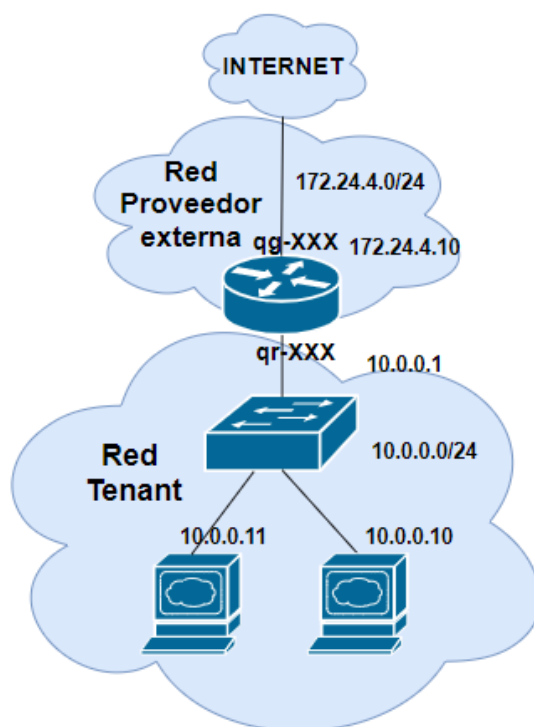 INTERNET
Red
Proveedor
externa
172.24.4.0/24
qg-XXX
172.24.4.10
qr-XXX
10.0.0.1
Red
Tenant
10.0.0.0/24
10.0.0.11
10.0.0.10